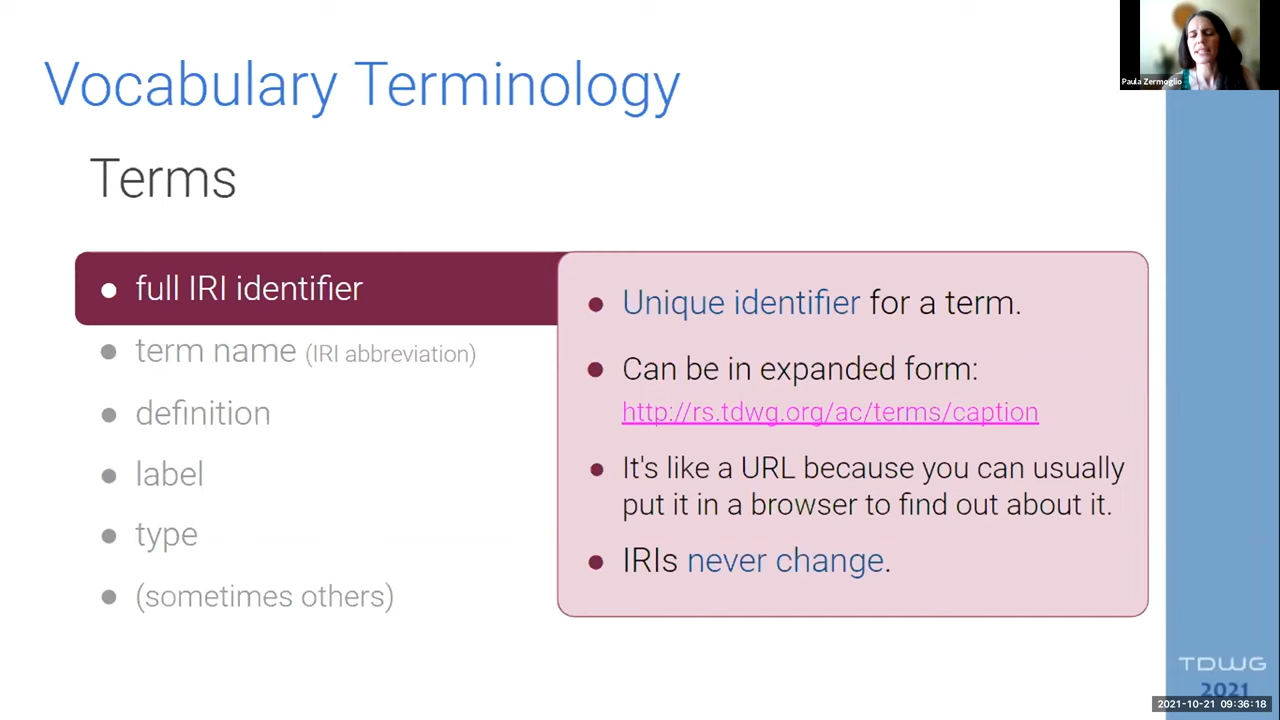 Vocabulary Terminology
Paula Zermoglio
Terms
• full IRI identifier
• term name (IRI abbreviation)
• definition
• label
• type
• (sometimes others)
• Unique identifier for a term.
• Can be in expanded form:
http://rs.tdwg.org/ac/terms/caption
• It's like a URL because you can usually
put it in a browser to find out about it.
• IRIs never change.
TDWG
2021
2021-10-21 09:36:18